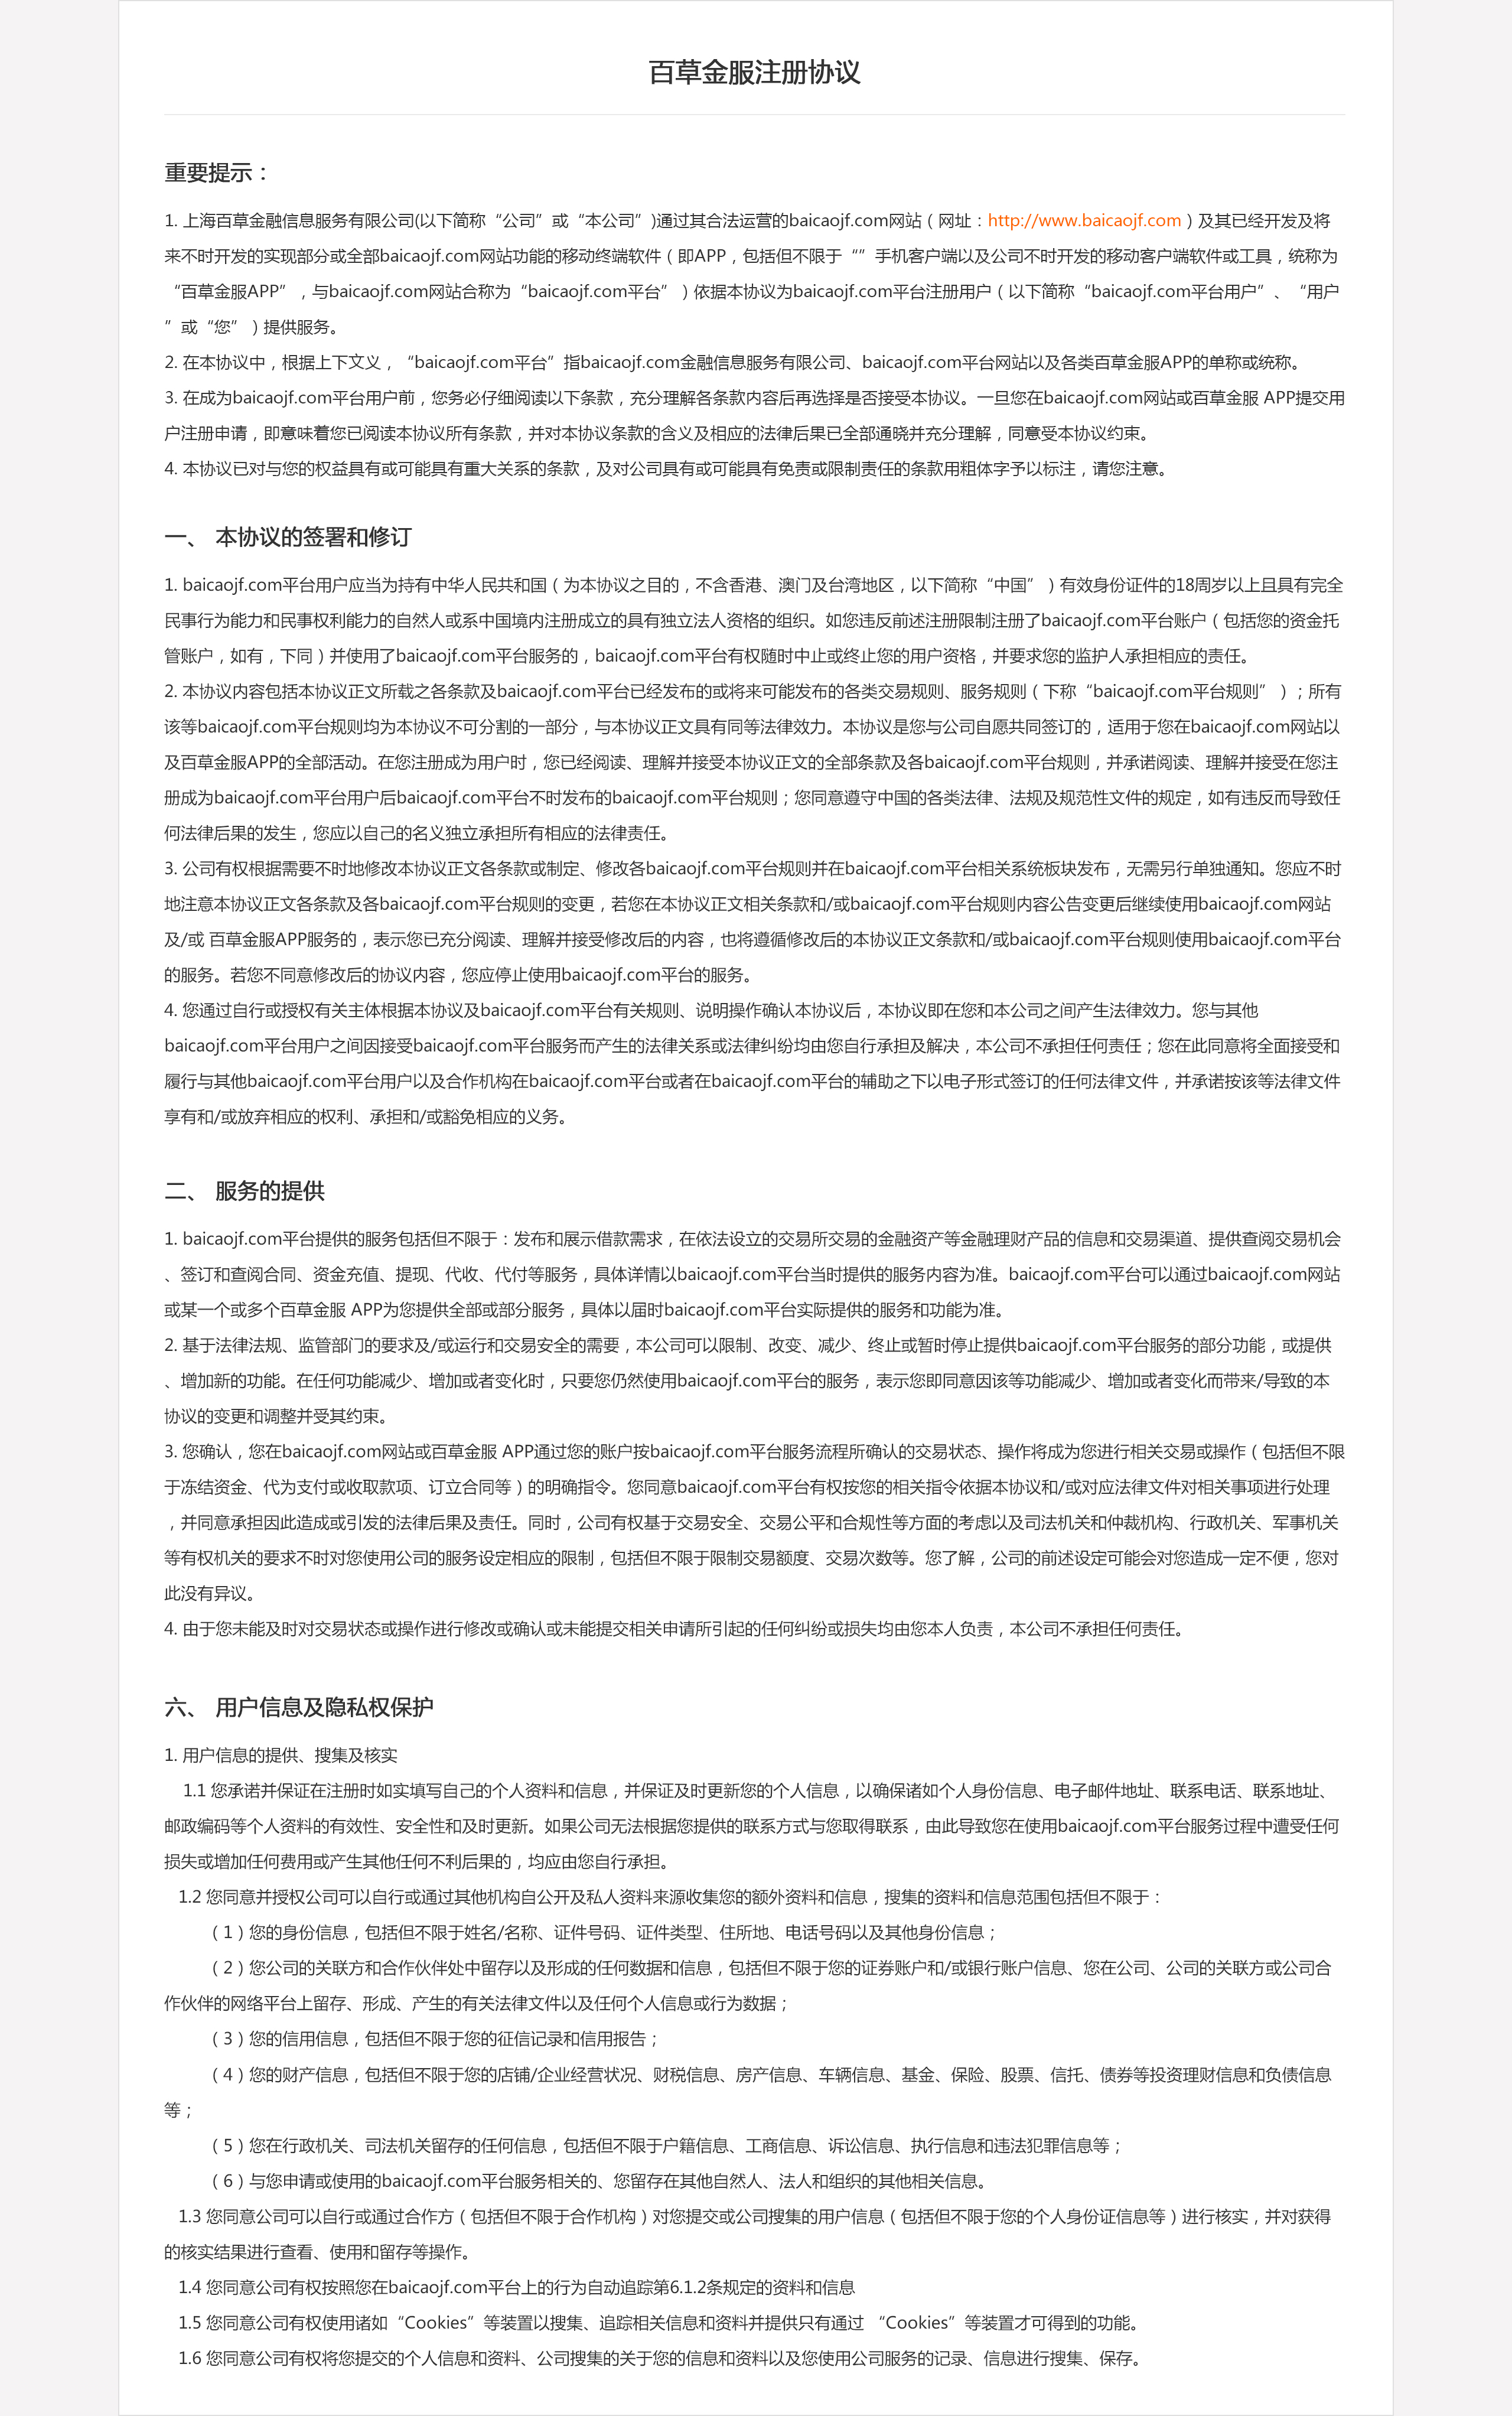 百草金服注册协议
重要提示：
1. 上海百草金融信息服务有限公司(以下简称“公司”或“本公司”)通过其合法运营的baicaojf.com网站（网址：http://www.baicaojf.com）及其已经开发及将
来不时开发的实现部分或全部baicaojf.com网站功能的移动终端软件（即APP，包括但不限于“”手机客户端以及公司不时开发的移动客户端软件或工具，统称为
“百草金服APP”，与baicaojf.com网站合称为“baicaojf.com平台”）依据本协议为baicaojf.com平台注册用户（以下简称“baicaojf.com平台用户”、“用户
”或“您”）提供服务。
2. 在本协议中，根据上下文义，“baicaojf.com平台”指baicaojf.com金融信息服务有限公司、baicaojf.com平台网站以及各类百草金服APP的单称或统称。
3. 在成为baicaojf.com平台用户前，您务必仔细阅读以下条款，充分理解各条款内容后再选择是否接受本协议。一旦您在baicaojf.com网站或百草金服 APP提交用
户注册申请，即意味着您已阅读本协议所有条款，并对本协议条款的含义及相应的法律后果已全部通晓并充分理解，同意受本协议约束。
4. 本协议已对与您的权益具有或可能具有重大关系的条款，及对公司具有或可能具有免责或限制责任的条款用粗体字予以标注，请您注意。
一、 本协议的签署和修订
1. baicaojf.com平台用户应当为持有中华人民共和国（为本协议之目的，不含香港、澳门及台湾地区，以下简称“中国”）有效身份证件的18周岁以上且具有完全
民事行为能力和民事权利能力的自然人或系中国境内注册成立的具有独立法人资格的组织。如您违反前述注册限制注册了baicaojf.com平台账户（包括您的资金托
管账户，如有，下同）并使用了baicaojf.com平台服务的，baicaojf.com平台有权随时中止或终止您的用户资格，并要求您的监护人承担相应的责任。
2. 本协议内容包括本协议正文所载之各条款及baicaojf.com平台已经发布的或将来可能发布的各类交易规则、服务规则（下称“baicaojf.com平台规则”）；所有
该等baicaojf.com平台规则均为本协议不可分割的一部分，与本协议正文具有同等法律效力。本协议是您与公司自愿共同签订的，适用于您在baicaojf.com网站以
及百草金服APP的全部活动。在您注册成为用户时，您已经阅读、理解并接受本协议正文的全部条款及各baicaojf.com平台规则，并承诺阅读、理解并接受在您注
册成为baicaojf.com平台用户后baicaojf.com平台不时发布的baicaojf.com平台规则；您同意遵守中国的各类法律、法规及规范性文件的规定，如有违反而导致任
何法律后果的发生，您应以自己的名义独立承担所有相应的法律责任。
3. 公司有权根据需要不时地修改本协议正文各条款或制定、修改各baicaojf.com平台规则并在baicaojf.com平台相关系统板块发布，无需另行单独通知。您应不时
地注意本协议正文各条款及各baicaojf.com平台规则的变更，若您在本协议正文相关条款和/或baicaojf.com平台规则内容公告变更后继续使用baicaojf.com网站
及/或 百草金服APP服务的，表示您已充分阅读、理解并接受修改后的内容，也将遵循修改后的本协议正文条款和/或baicaojf.com平台规则使用baicaojf.com平台
的服务。若您不同意修改后的协议内容，您应停止使用baicaojf.com平台的服务。
4. 您通过自行或授权有关主体根据本协议及baicaojf.com平台有关规则、说明操作确认本协议后，本协议即在您和本公司之间产生法律效力。您与其他
baicaojf.com平台用户之间因接受baicaojf.com平台服务而产生的法律关系或法律纠纷均由您自行承担及解决，本公司不承担任何责任；您在此同意将全面接受和
履行与其他baicaojf.com平台用户以及合作机构在baicaojf.com平台或者在baicaojf.com平台的辅助之下以电子形式签订的任何法律文件，并承诺按该等法律文件
享有和/或放弃相应的权利、承担和/或豁免相应的义务。
二、 服务的提供
1. baicaojf.com平台提供的服务包括但不限于：发布和展示借款需求，在依法设立的交易所交易的金融资产等金融理财产品的信息和交易渠道、提供查阅交易机会
、签订和查阅合同、资金充值、提现、代收、代付等服务，具体详情以baicaojf.com平台当时提供的服务内容为准。baicaojf.com平台可以通过baicaojf.com网站
或某一个或多个百草金服 APP为您提供全部或部分服务，具体以届时baicaojf.com平台实际提供的服务和功能为准。
2. 基于法律法规、监管部门的要求及/或运行和交易安全的需要，本公司可以限制、改变、减少、终止或暂时停止提供baicaojf.com平台服务的部分功能，或提供
、增加新的功能。在任何功能减少、增加或者变化时，只要您仍然使用baicaojf.com平台的服务，表示您即同意因该等功能减少、增加或者变化而带来/导致的本
协议的变更和调整并受其约束。
3. 您确认，您在baicaojf.com网站或百草金服 APP通过您的账户按baicaojf.com平台服务流程所确认的交易状态、操作将成为您进行相关交易或操作（包括但不限
于冻结资金、代为支付或收取款项、订立合同等）的明确指令。您同意baicaojf.com平台有权按您的相关指令依据本协议和/或对应法律文件对相关事项进行处理
，并同意承担因此造成或引发的法律后果及责任。同时，公司有权基于交易安全、交易公平和合规性等方面的考虑以及司法机关和仲裁机构、行政机关、军事机关
等有权机关的要求不时对您使用公司的服务设定相应的限制，包括但不限于限制交易额度、交易次数等。您了解，公司的前述设定可能会对您造成一定不便，您对
此没有异议。
4. 由于您未能及时对交易状态或操作进行修改或确认或未能提交相关申请所引起的任何纠纷或损失均由您本人负责，本公司不承担任何责任。
六、 用户信息及隐私权保护
1. 用户信息的提供、搜集及核实
1.1 您承诺并保证在注册时如实填写自己的个人资料和信息，并保证及时更新您的个人信息，以确保诸如个人身份信息、电子邮件地址、联系电话、联系地址、
邮政编码等个人资料的有效性、安全性和及时更新。如果公司无法根据您提供的联系方式与您取得联系，由此导致您在使用baicaojf.com平台服务过程中遭受任何
损失或增加任何费用或产生其他任何不利后果的，均应由您自行承担。
1.2 您同意并授权公司可以自行或通过其他机构自公开及私人资料来源收集您的额外资料和信息，搜集的资料和信息范围包括但不限于：
（1）您的身份信息，包括但不限于姓名/名称、证件号码、证件类型、住所地、电话号码以及其他身份信息；
（2）您公司的关联方和合作伙伴处中留存以及形成的任何数据和信息，包括但不限于您的证券账户和/或银行账户信息、您在公司、公司的关联方或公司合
作伙伴的网络平台上留存、形成、产生的有关法律文件以及任何个人信息或行为数据；
（3）您的信用信息，包括但不限于您的征信记录和信用报告；
（4）您的财产信息，包括但不限于您的店铺/企业经营状况、财税信息、房产信息、车辆信息、基金、保险、股票、信托、债券等投资理财信息和负债信息
等；
（5）您在行政机关、司法机关留存的任何信息，包括但不限于户籍信息、工商信息、诉讼信息、执行信息和违法犯罪信息等；
（6）与您申请或使用的baicaojf.com平台服务相关的、您留存在其他自然人、法人和组织的其他相关信息。
1.3 您同意公司可以自行或通过合作方（包括但不限于合作机构）对您提交或公司搜集的用户信息（包括但不限于您的个人身份证信息等）进行核实，并对获得
的核实结果进行查看、使用和留存等操作。
1.4 您同意公司有权按照您在baicaojf.com平台上的行为自动追踪第6.1.2条规定的资料和信息
1.5 您同意公司有权使用诸如“Cookies”等装置以搜集、追踪相关信息和资料并提供只有通过 “Cookies”等装置才可得到的功能。
1.6 您同意公司有权将您提交的个人信息和资料、公司搜集的关于您的信息和资料以及您使用公司服务的记录、信息进行搜集、保存。